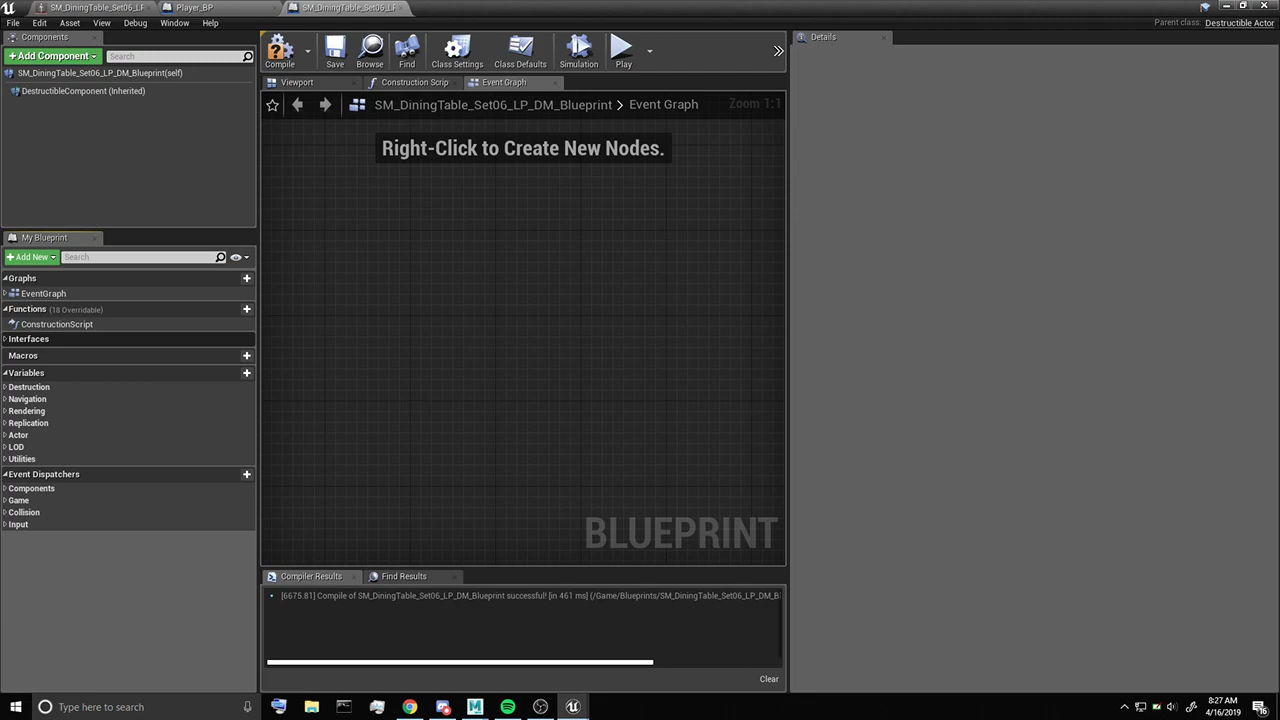 SM_DiningTable_Set06_LF
Player_BP
SM_DiningTable_Set06_LF
File Edit Asset View Debug Window Help
Parent class: Destructible Actor
Components
Add Component
Search
SM_DiningTable_Set06_LP_DM_Blueprint(self)
DestructibleComponent (Inherited)
My Blueprint
Add New
Search
Graphs
EventGraph
Functions (18 Overridable)
ConstructionScript
Interfaces
Macros
Variables
Destruction
Navigation
Rendering
Replication
Actor
LOD
Utilities
Event Dispatchers
Components
Game
Collision
Input
Compile Save Browse Find Class Settings Class Defaults Simulation Play
Viewport
Construction Scrip
Event Graph
SM_DiningTable_Set06_LP_DM_Blueprint > Event Graph
Zoom 1:1
Right-Click to Create New Nodes.
BLUEPRINT
Compiler Results
Find Results
[6675.81] Compile of SM_DiningTable_Set06_LP_DM_Blueprint successful! [in 461 ms] (/Game/Blueprints/SM_DiningTable_Set06_LP_DM_B
Clear
Details
Type here to search
8:27 AM
4/16/2019